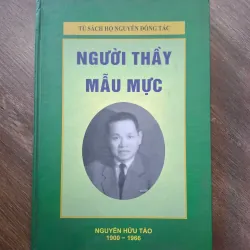 TỦ SÁCH HỌ NGUYỄN ĐÔNG TÁC
NGƯỜI THẦY
MẪU MỰC
NGUYỄN HỮU TẢO
1900 - 1966